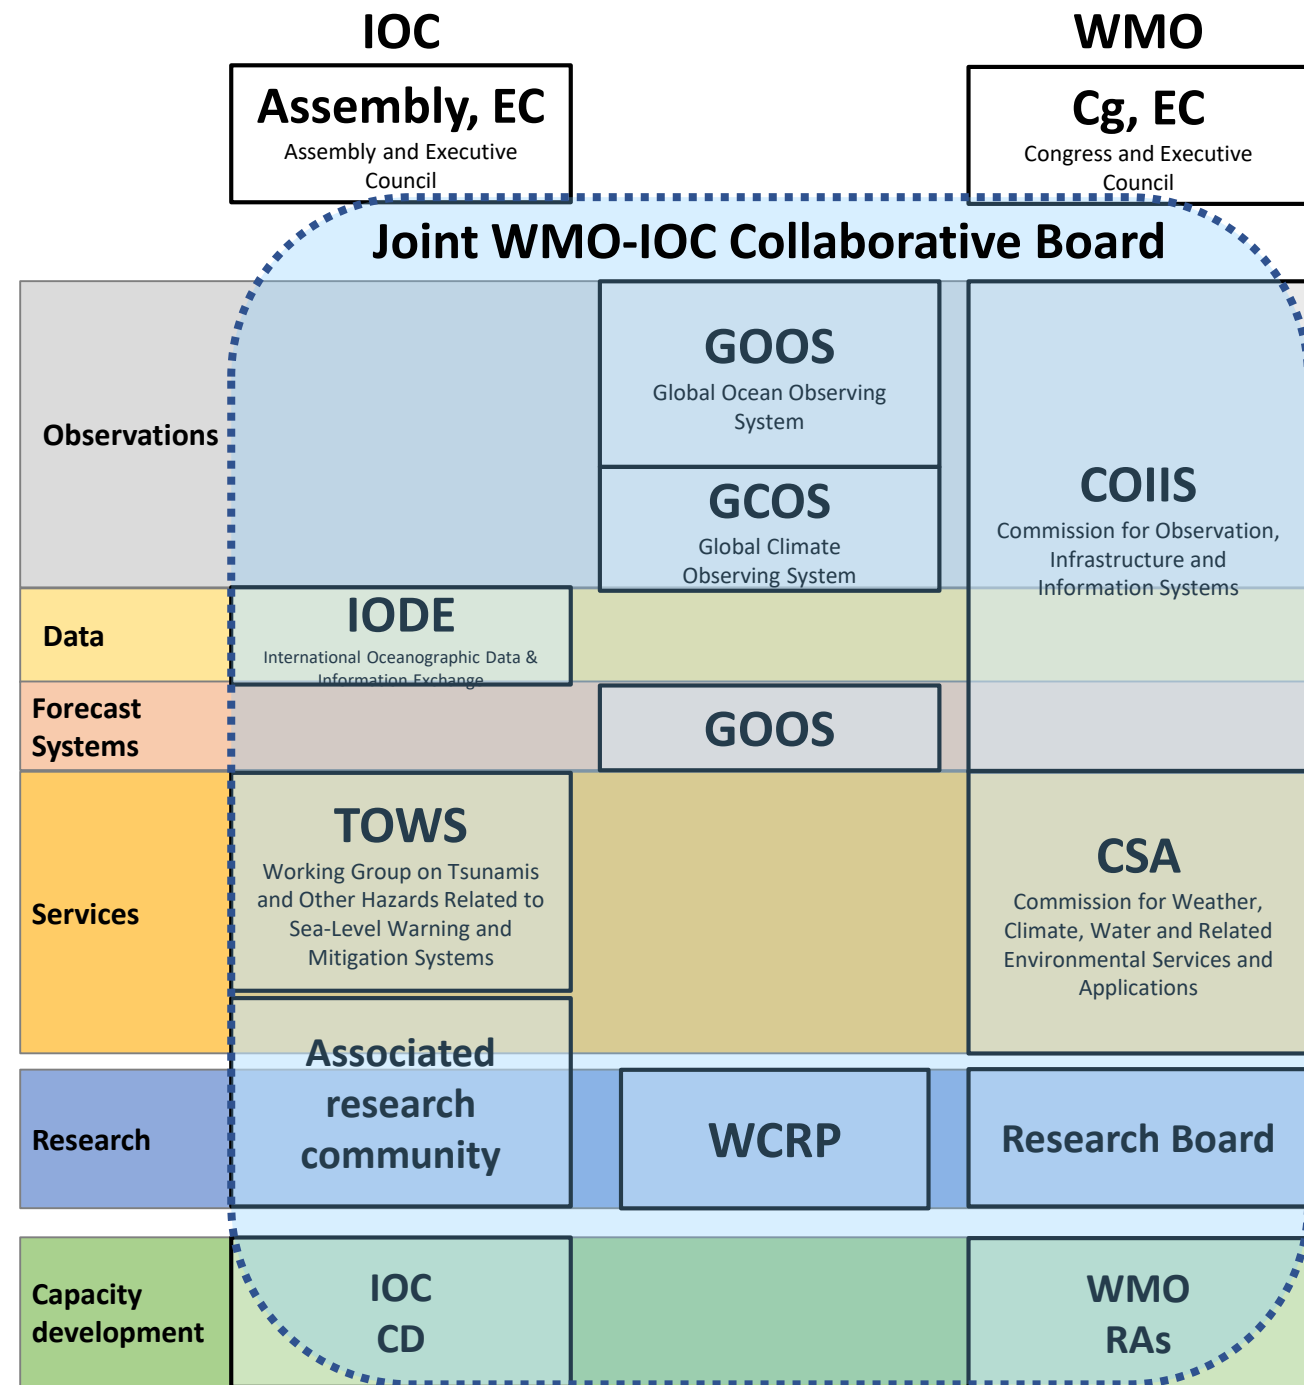 IOC
WMO
Assembly, EC
Assembly and Executive
Council
Cg, EC
Congress and Executive
Council
Joint WMO-IOC Collaborative Board
Observations
GOOS
Global Ocean Observing
System
GCOS
Global Climate
Observing System
COIIS
Commission for Observation,
Infrastructure and
Information Systems
Data
IODE
International Oceanographic Data &
Information Exchange
Forecast
Systems
GOOS
Services
TOWS
Working Group on Tsunamis
and Other Hazards Related to
Sea-Level Warning and
Mitigation Systems
CSA
Commission for Weather,
Climate, Water and Related
Environmental Services and
Applications
Associated
research
community
Research
WCRP
Research Board
Capacity
development
IOC
CD
WMO
RAs